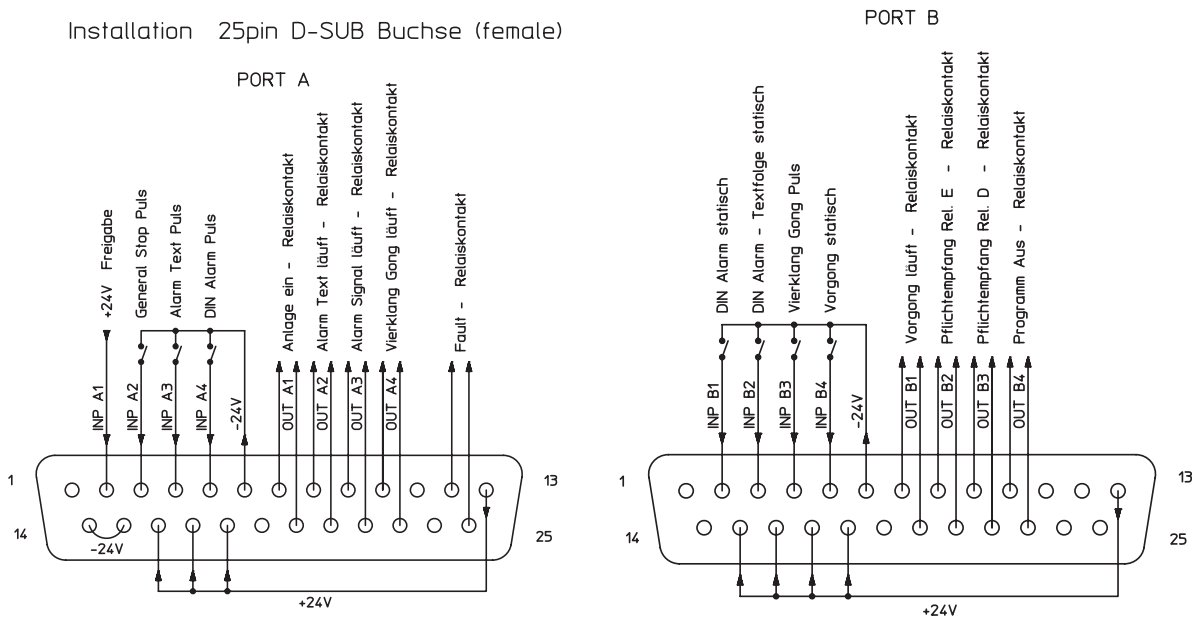 Installation 25pin D-SUB Buchse (female)
PORT A
+24V Freigabe
General Stop Puls
Alarm Text Puls
DIN Alarm Puls
Anlage ein - Relaiskontakt
Alarm Text läuft - Relaiskontakt
Alarm Signal läuft - Relaiskontakt
Vierklang Gong läuft - Relaiskontakt
Fault - Relaiskontakt
INP A1
INP A2
INP A3
INP A4
-24V
OUT A1
OUT A2
OUT A3
OUT A4
1
13
14
25
-24V
+24V
PORT B
DIN Alarm statisch
DIN Alarm - Textfolge statisch
Vierklang Gong Puls
Vorgong statisch
Vorgong läuft - Relaiskontakt
Pflichtempfang Rel. E - Relaiskontakt
Pflichtempfang Rel. D - Relaiskontakt
Programm Aus - Relaiskontakt
INP B1
INP B2
INP B3
INP B4
-24V
OUT B1
OUT B2
OUT B3
OUT B4
1
13
14
25
+24V